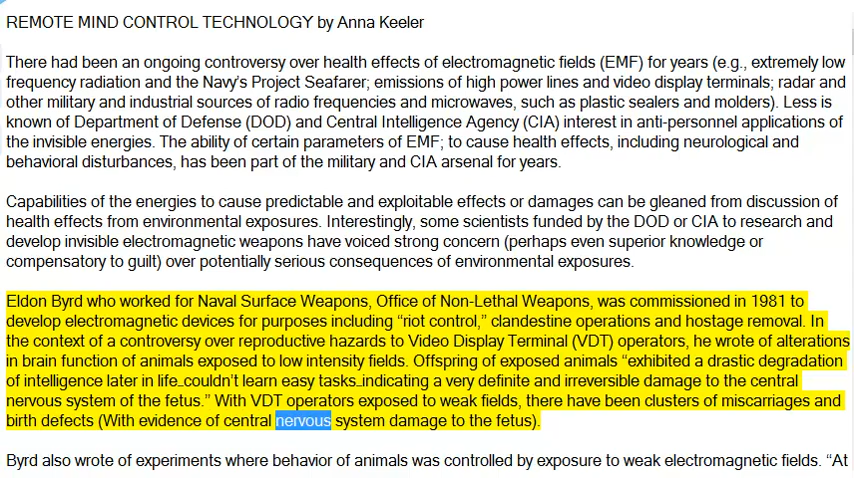 REMOTE MIND CONTROL TECHNOLOGY by Anna Keeler
There had been an ongoing controversy over health effects of electromagnetic fields (EMF) for years (e.g., extremely low
frequency radiation and the Navy's Project Seafarer; emissions of high power lines and video display terminals; radar and
other military and industrial sources of radio frequencies and microwaves, such as plastic sealers and molders). Less is
known of Department of Defense (DOD) and Central Intelligence Agency (CIA) interest in anti-personnel applications of
the invisible energies. The ability of certain parameters of EMF; to cause health effects, including neurological and
behavioral disturbances, has been part of the military and CIA arsenal for years.
Capabilities of the energies to cause predictable and exploitable effects or damages can be gleaned from discussion of
health effects from environmental exposures. Interestingly, some scientists funded by the DOD or CIA to research and
develop invisible electromagnetic weapons have voiced strong concern (perhaps even superior knowledge or
compensatory to guilt) over potentially serious consequences of environmental exposures.
Eldon Byrd who worked for Naval Surface Weapons, Office of Non-Lethal Weapons, was commissioned in 1981 to
develop electromagnetic devices for purposes including “riot control,” clandestine operations and hostage removal. In
the context of a controversy over reproductive hazards to Video Display Terminal (VDT) operators, he wrote of alterations
in brain function of animals exposed to low intensity fields. Offspring of exposed animals “exhibited a drastic degradation
of intelligence later in life_couldn't learn easy tasks_indicating a very definite and irreversible damage to the central
nervous system of the fetus.” With VDT operators exposed to weak fields, there have been clusters of miscarriages and
birth defects (With evidence of central nervous system damage to the fetus).
Byrd also wrote of experiments where behavior of animals was controlled by exposure to weak electromagnetic fields. “At